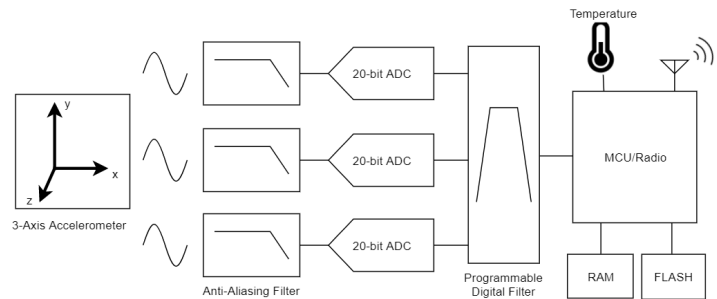 Temperature
20-bit ADC
y
x
z
3-Axis Accelerometer
20-bit ADC
MCU/Radio
20-bit ADC
Anti-Aliasing Filter
Programmable
Digital Filter
RAM
FLASH